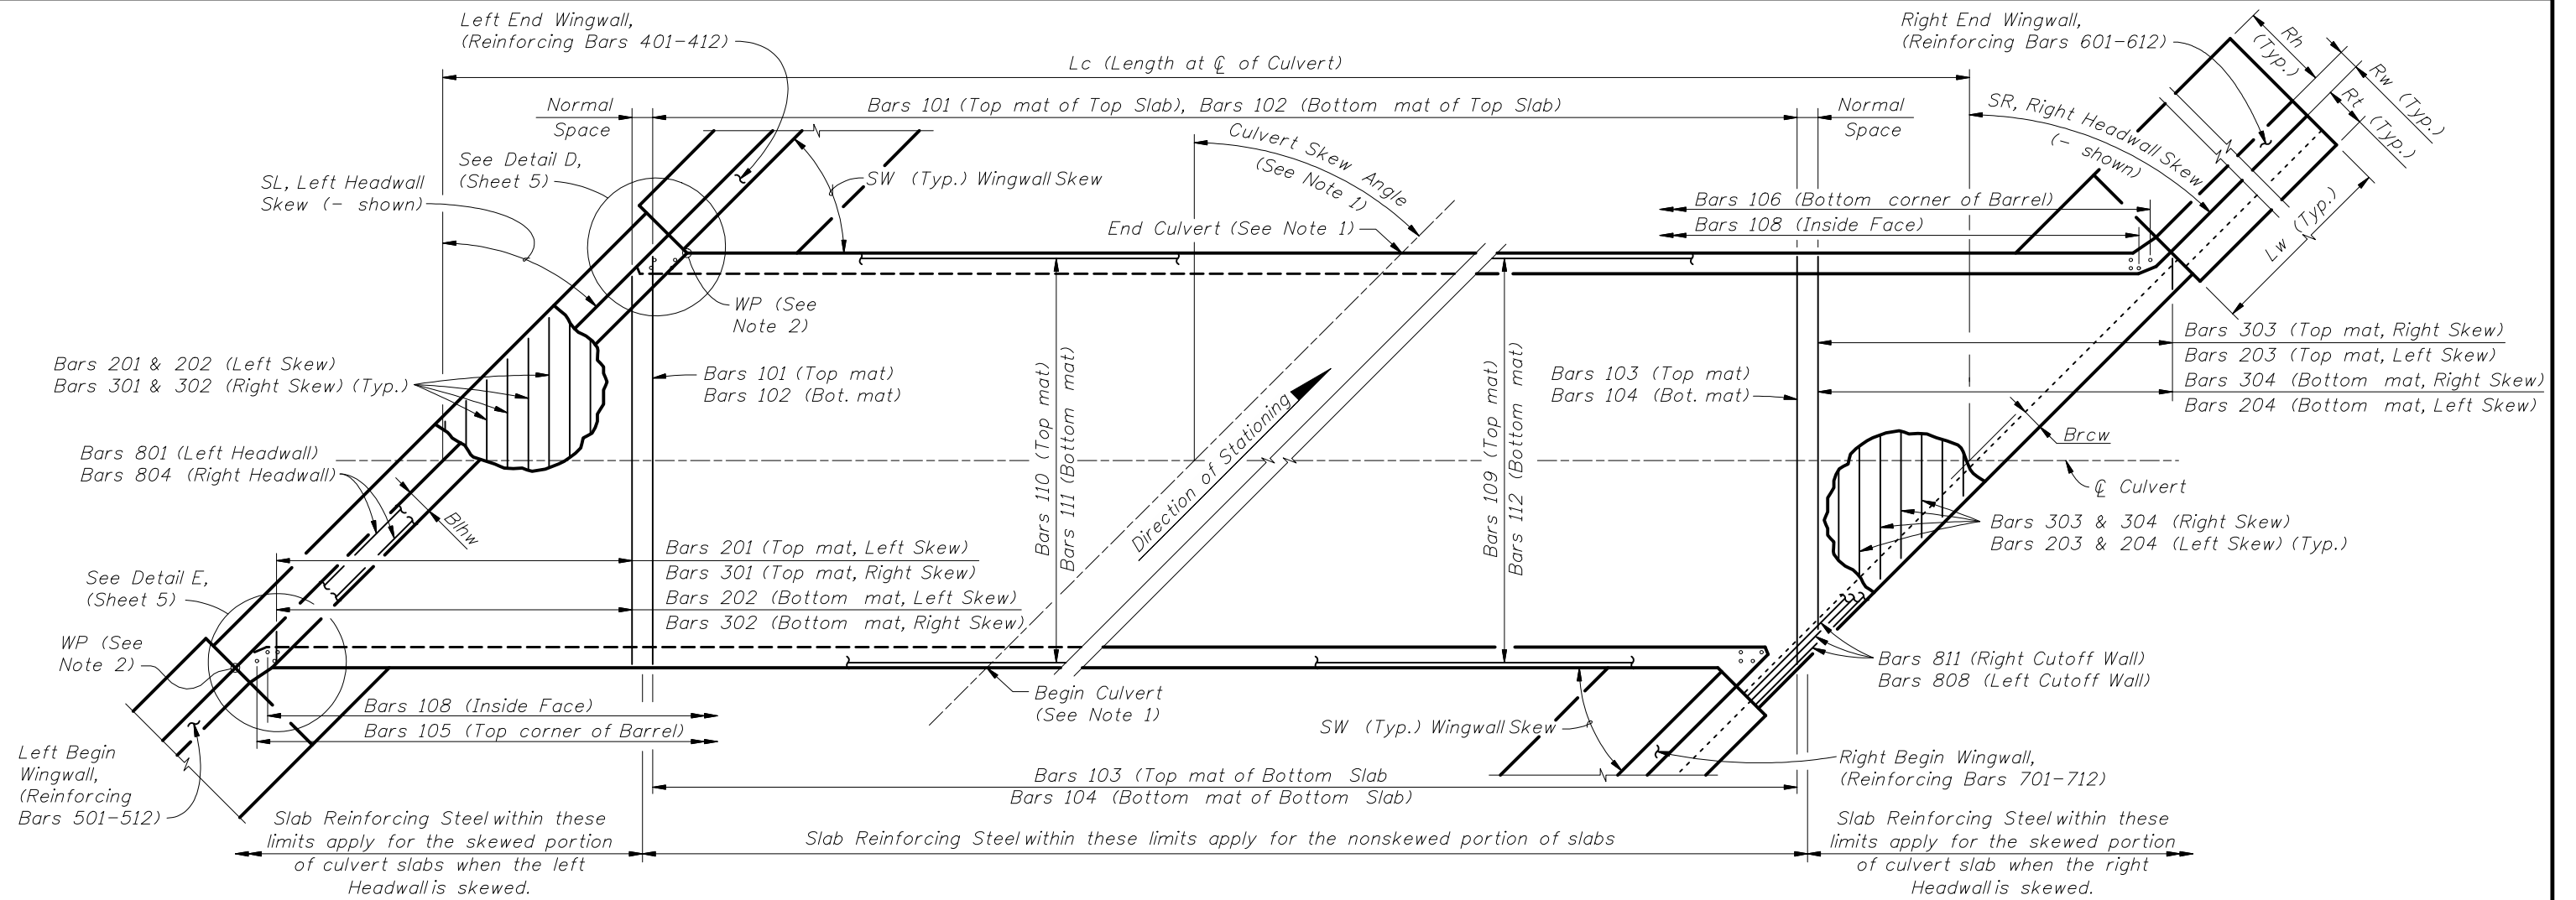 Left End Wingwall,
(Reinforcing Bars 401-412)
Right End Wingwall,
(Reinforcing Bars 601-612)
Rh
(Typ.)
Rw (Typ.)
Rt
(Typ.)
Lw (Typ.)
Lc (Length at ℄ of Culvert)
Normal
Space
Bars 101 (Top mat of Top Slab), Bars 102 (Bottom mat of Top Slab)
Normal
Space
SR, Right Headwall Skew
(- shown)
Culvert Skew Angle
(See Note 1)
See Detail D,
(Sheet 5)
SL, Left Headwall
Skew (- shown)
SW (Typ.) Wingwall Skew
Bars 106 (Bottom corner of Barrel)
Bars 108 (Inside Face)
End Culvert (See Note 1)
WP (See
Note 2)
Bars 303 (Top mat, Right Skew)
Bars 203 (Top mat, Left Skew)
Bars 304 (Bottom mat, Right Skew)
Bars 204 (Bottom mat, Left Skew)
Bars 201 & 202 (Left Skew)
Bars 301 & 302 (Right Skew) (Typ.)
Bars 101 (Top mat)
Bars 102 (Bot. mat)
Bars 110 (Top mat)
Bars 111 (Bottom mat)
Direction of Stationing
Bars 109 (Top mat)
Bars 112 (Bottom mat)
Bars 103 (Top mat)
Bars 104 (Bot. mat)
Brcw
℄ Culvert
Bars 801 (Left Headwall)
Bars 804 (Right Headwall)
Blhw
Bars 303 & 304 (Right Skew)
Bars 203 & 204 (Left Skew) (Typ.)
Bars 201 (Top mat, Left Skew)
Bars 301 (Top mat, Right Skew)
Bars 202 (Bottom mat, Left Skew)
Bars 302 (Bottom mat, Right Skew)
See Detail E,
(Sheet 5)
WP (See
Note 2)
Bars 811 (Right Cutoff Wall)
Bars 808 (Left Cutoff Wall)
Begin Culvert
(See Note 1)
Bars 108 (Inside Face)
Bars 105 (Top corner of Barrel)
SW (Typ.) Wingwall Skew
Left Begin
Wingwall,
(Reinforcing
Bars 501-512)
Right Begin Wingwall,
(Reinforcing Bars 701-712)
Bars 103 (Top mat of Bottom Slab
Bars 104 (Bottom mat of Bottom Slab)
Slab Reinforcing Steel within these
limits apply for the skewed portion
of culvert slabs when the left
Headwall is skewed.
Slab Reinforcing Steel within these limits apply for the nonskewed portion of slabs
Slab Reinforcing Steel within these
limits apply for the skewed portion
of culvert slab when the right
Headwall is skewed.